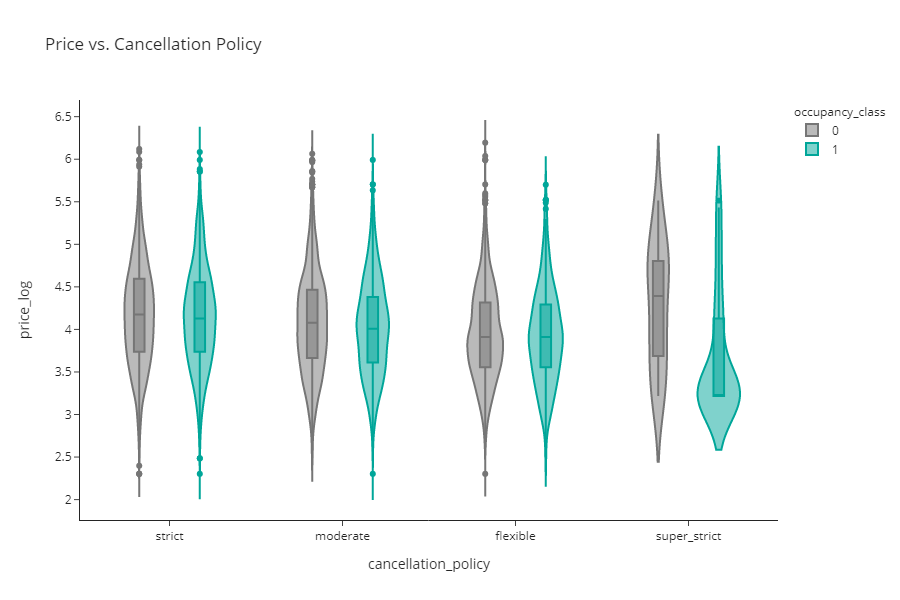 Price vs. Cancellation Policy
occupancy_class
0
1
6.5
6
5.5
5
4.5
4
3.5
3
2.5
2
price_log
strict
moderate
flexible
super_strict
cancellation_policy